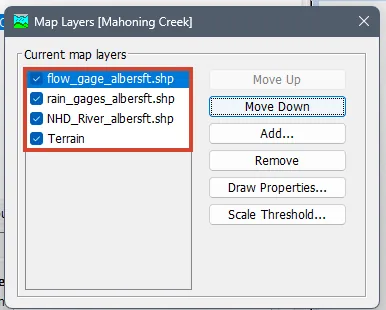 Map Layers [Mahoning Creek]
Current map layers
flow_gage_albersft.shp
rain_gages_albersft.shp
NHD_River_albersft.shp
Terrain
Move Up
Move Down
Add...
Remove
Draw Properties...
Scale Threshold...